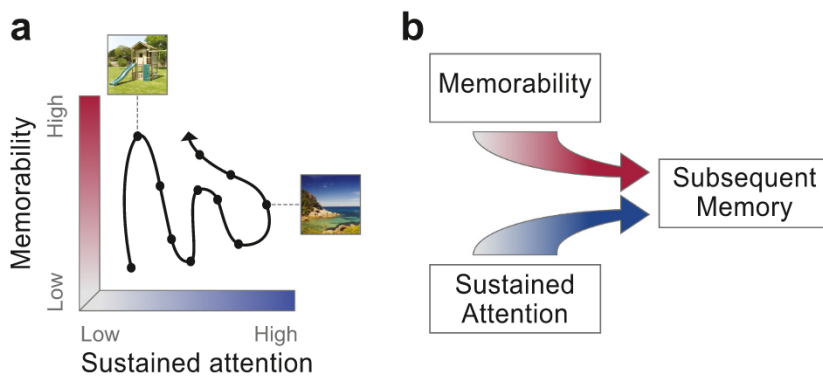 a
High
Memorability
Low
Low
High
Sustained attention
b
Memorability
Subsequent
Memory
Sustained
Attention